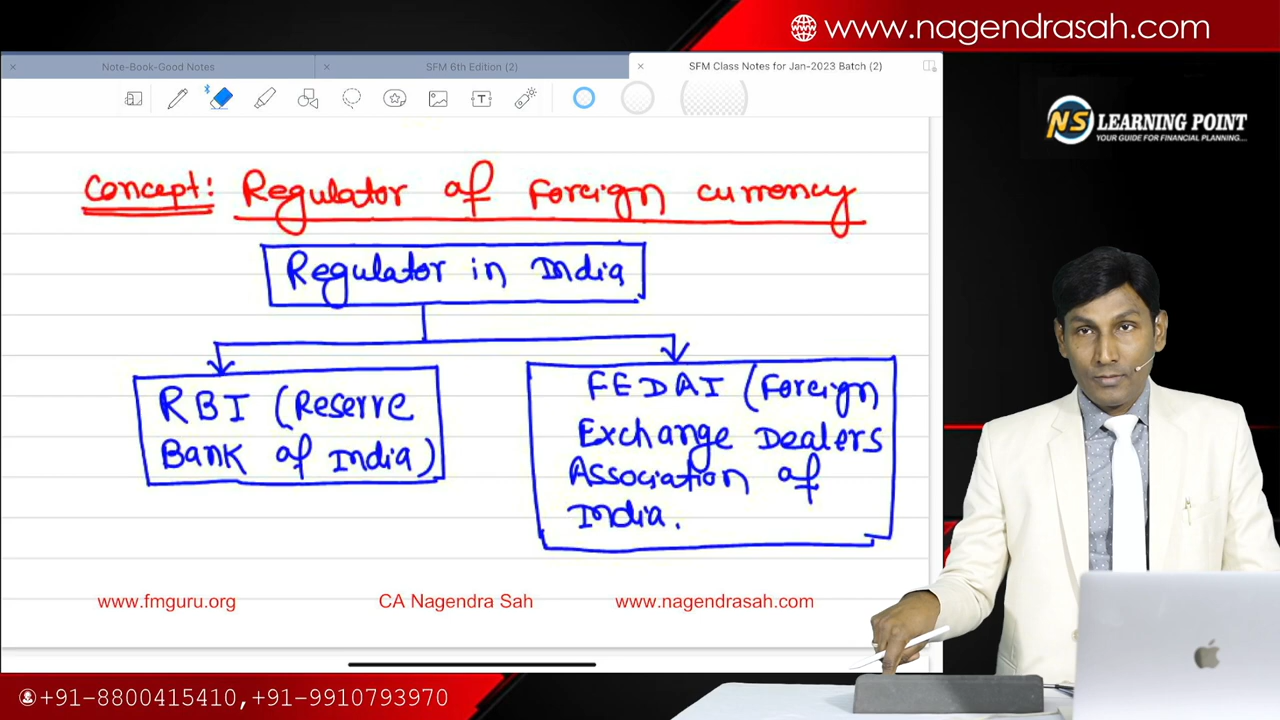 www.nagendrasah.com
Note-Book-Good Notes
SFM 6th Edition (2)
SFM Class Notes for Jan-2023 Batch (2)
NS LEARNING POINT
YOUR GUIDE FOR FINANCIAL PLANNING....
Concept: Regulator of Foreign currency
Regulator in India
RBI (Reserve
Bank of India)
FEDAI (Foreign
Exchange Dealers
Association of
India.
www.fmguru.org
CA Nagendra Sah
www.nagendrasah.com
+91-8800415410,+91-9910793970